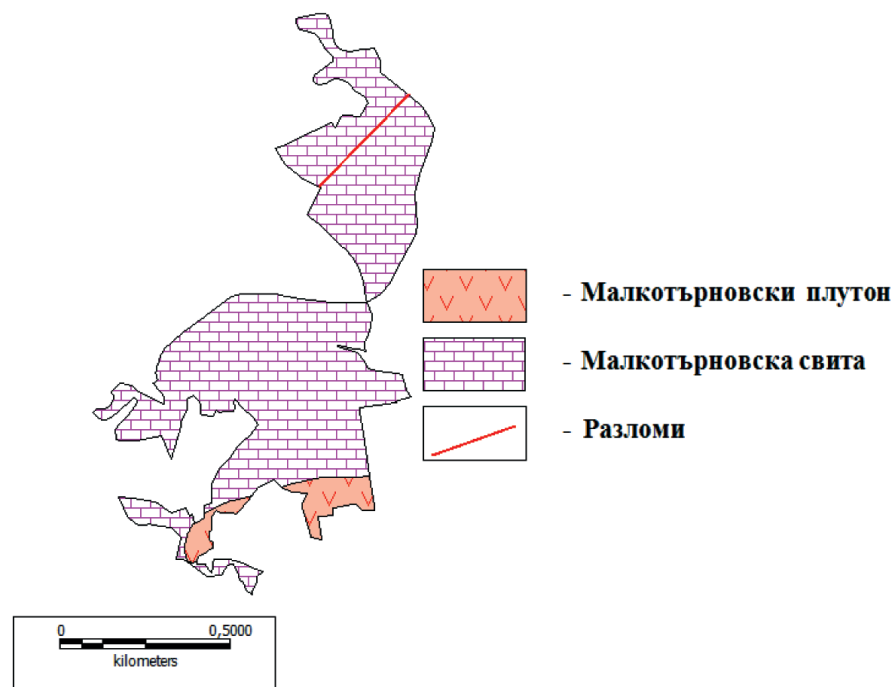 - Малкотърновски плутон
- Малкотърновска свита
- Разломи
0 0,5000
kilometers